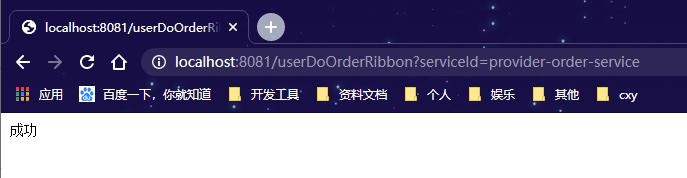 localhost:8081/userDoOrderRi
localhost:8081/userDoOrderRibbon?serviceId=provider-order-service
应用 百度一下，你就知道 开发工具 资料文档 个人 娱乐 其他 cxy
成功